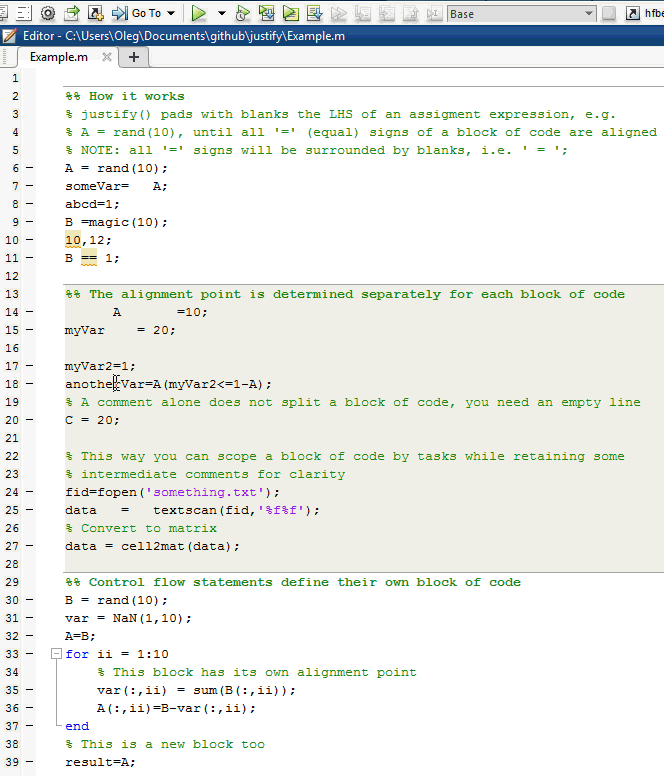 Go To
Base
hfbe
Editor - C:\Users\Oleg\Documents\github\justify\Example.m
Example.m
1
2 %% How it works
3 % justify() pads with blanks the LHS of an assigment expression, e.g.
4 % A = rand(10), until all '=' (equal) signs of a block of code are aligned
5 % NOTE: all '=' signs will be surrounded by blanks, i.e. ' = ';
6 — A = rand(10);
7 — someVar=   A;
8 — abcd=1;
9 — B =magic(10);
10 — 10,12;
11 — B == 1;
12
13 %% The alignment point is determined separately for each block of code
14 —       A       =10;
15 — myVar    = 20;
16
17 — myVar2=1;
18 — anotherVar=A(myVar2<=1-A);
19 % A comment alone does not split a block of code, you need an empty line
20 — C = 20;
21
22 % This way you can scope a block of code by tasks while retaining some
23 % intermediate comments for clarity
24 — fid=fopen('something.txt');
25 — data   =   textscan(fid,'%f%f');
26 % Convert to matrix
27 — data = cell2mat(data);
28
29 %% Control flow statements define their own block of code
30 — B = rand(10);
31 — var = NaN(1,10);
32 — A=B;
33 — for ii = 1:10
34     % This block has its own alignment point
35 —     var(:,ii) = sum(B(:,ii));
36 —     A(:,ii)=B-var(:,ii);
37 — end
38 % This is a new block too
39 — result=A;